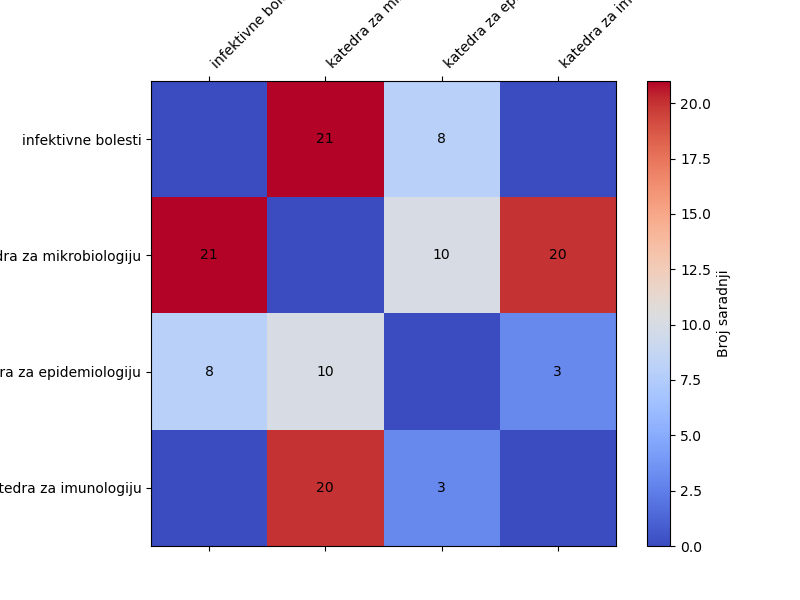 infektivne bol
katedra za mi
katedra za ep
katedra za im
infektivne bolesti
21
8
dra za mikrobiologiju
21
10
20
ra za epidemiologiju
8
10
3
tedra za imunologiju
20
3
20.0
17.5
15.0
12.5
10.0
7.5
5.0
2.5
0.0
Broj saradnji